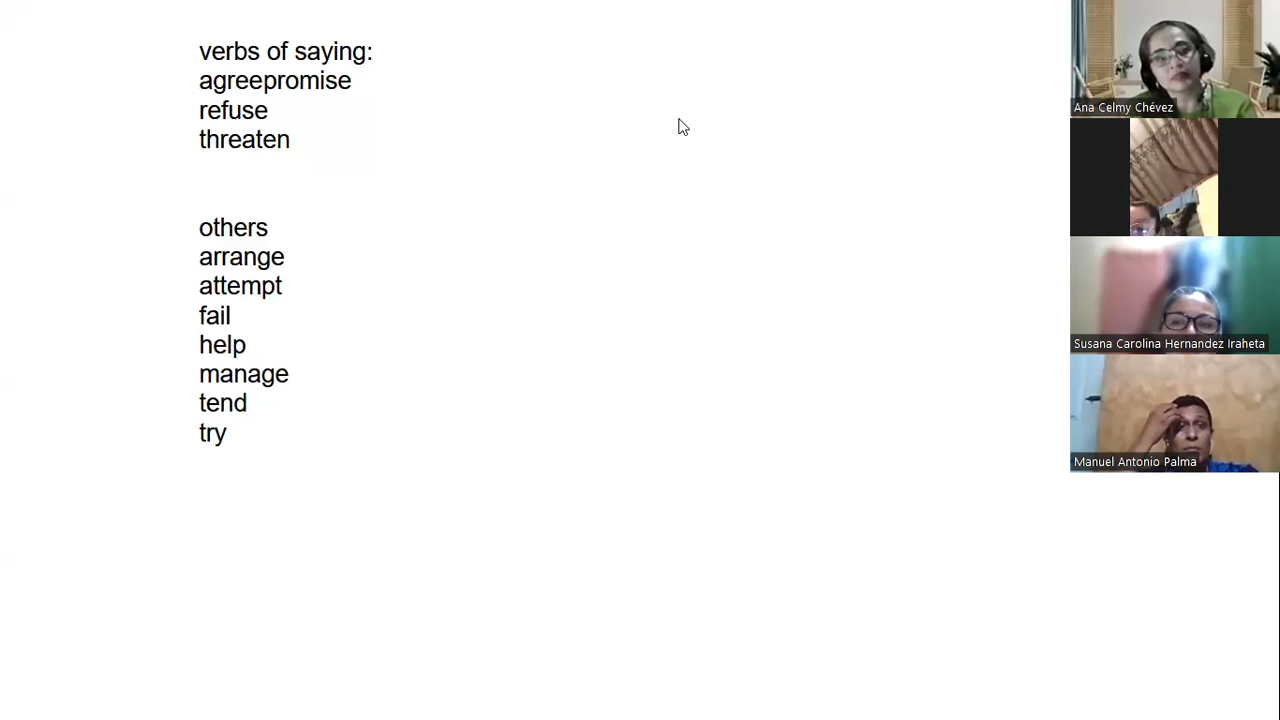 verbs of saying:
agreepromise
refuse
threaten
others
arrange
attempt
fail
help
manage
tend
try
Ana Celmy Chévez
Susana Carolina Hernandez Iraheta
Manuel Antonio Palma